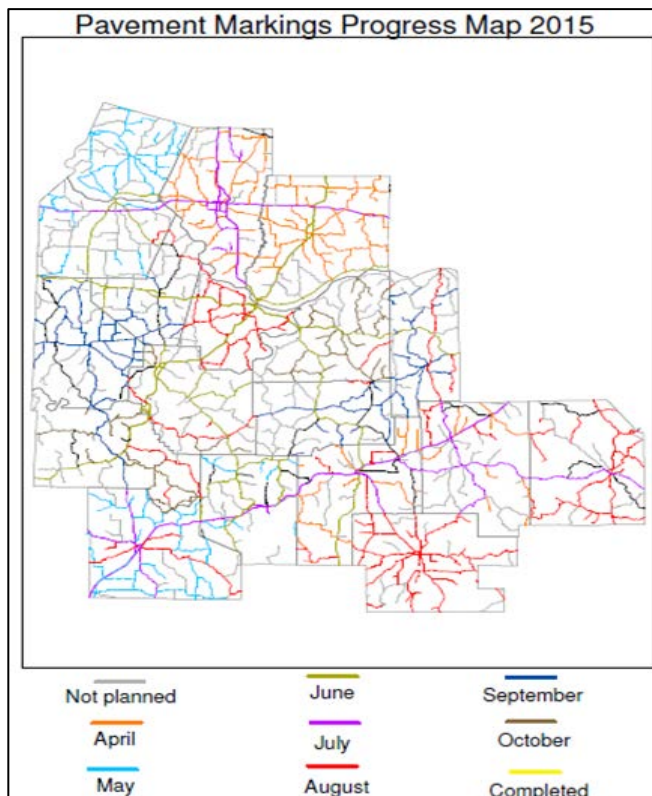 Pavement Markings Progress Map 2015
Not planned
June
September
April
July
October
May
August
Completed